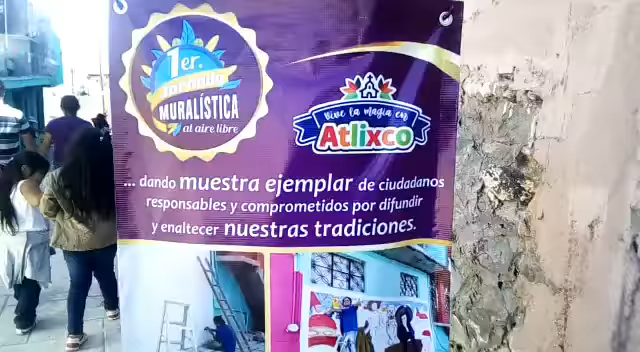 1er.
MURALÍSTICA
al aire libre
Vive la magia en
Atlixco
... dando muestra ejemplar de ciudadanos
responsables y comprometidos por difundir
y enaltecer nuestras tradiciones.